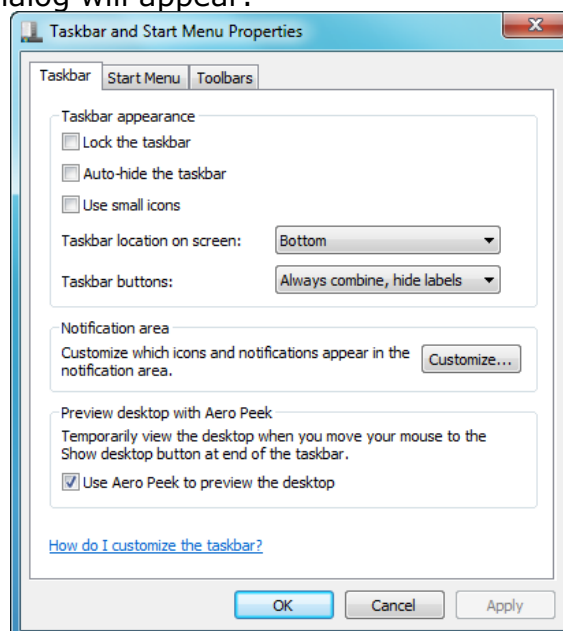 alog will appear:
Taskbar and Start Menu Properties
Taskbar
Start Menu
Toolbars
Taskbar appearance
Lock the taskbar
Auto-hide the taskbar
Use small icons
Taskbar location on screen:
Bottom
Taskbar buttons:
Always combine, hide labels
Notification area
Customize which icons and notifications appear in the
notification area.
Customize...
Preview desktop with Aero Peek
Temporarily view the desktop when you move your mouse to the
Show desktop button at end of the taskbar.
Use Aero Peek to preview the desktop
How do I customize the taskbar?
OK
Cancel
Apply